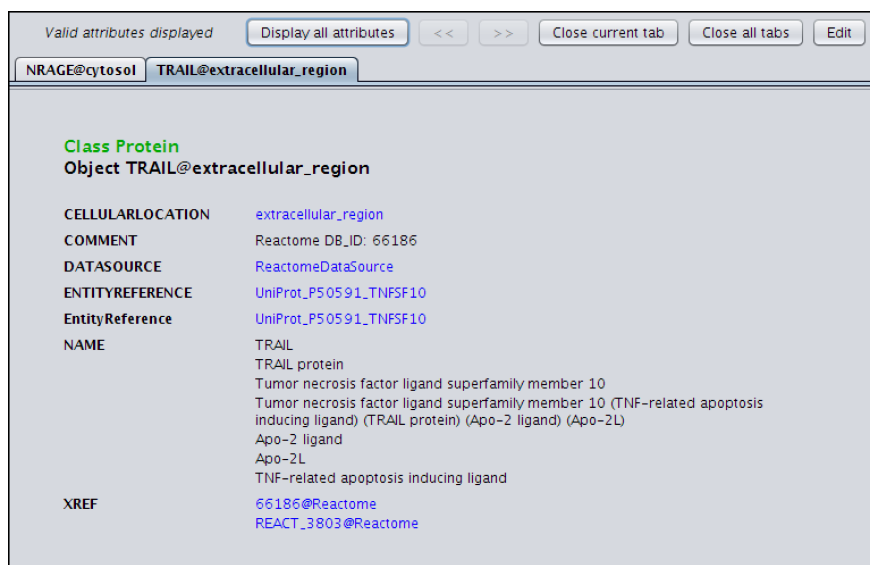 Valid attributes displayed Display all attributes << >> Close current tab Close all tabs Edit
NRAGE@cytosol TRAIL@extracellular_region
Class Protein
Object TRAIL@extracellular_region
CELLULARLOCATION extracellular_region
COMMENT Reactome DB_ID: 66186
DATASOURCE ReactomeDataSource
ENTITYREFERENCE UniProt_P50591_TNFSF10
EntityReference UniProt_P50591_TNFSF10
NAME TRAIL
TRAIL protein
Tumor necrosis factor ligand superfamily member 10
Tumor necrosis factor ligand superfamily member 10 (TNF-related apoptosis
inducing ligand) (TRAIL protein) (Apo-2 ligand) (Apo-2L)
Apo-2 ligand
Apo-2L
TNF-related apoptosis inducing ligand
XREF 66186@Reactome
REACT_3803@Reactome